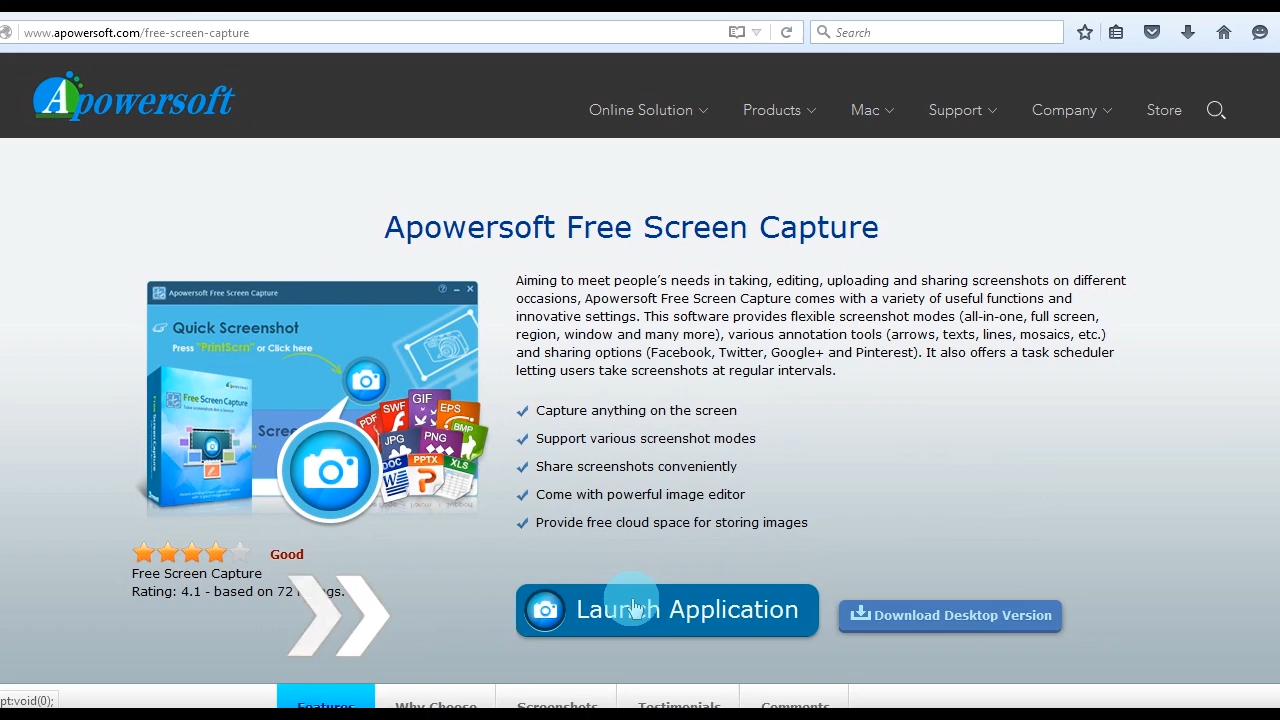 www.apowersoft.com/free-screen-capture
Search
Apowersoft
Online Solution
Products
Mac
Support
Company
Store
Apowersoft Free Screen Capture
Apowersoft Free Screen Capture
Quick Screenshot
Press "PrintScrn" or Click here
Free Screen Capture
Scree
PDF
SWF
GIF
EPS
BMP
JPG
PNG
DOC
PPTX
XLS
Aiming to meet people's needs in taking, editing, uploading and sharing screenshots on different
occasions, Apowersoft Free Screen Capture comes with a variety of useful functions and
innovative settings. This software provides flexible screenshot modes (all-in-one, full screen,
region, window and many more), various annotation tools (arrows, texts, lines, mosaics, etc.)
and sharing options (Facebook, Twitter, Google+ and Pinterest). It also offers a task scheduler
letting users take screenshots at regular intervals.
Capture anything on the screen
Support various screenshot modes
Share screenshots conveniently
Come with powerful image editor
Provide free cloud space for storing images
Good
Free Screen Capture
Rating: 4.1 - based on 72
Launch Application
Download Desktop Version
pt:void(0);
Features
Why Choose
Screenshots
Testimonials
Comments